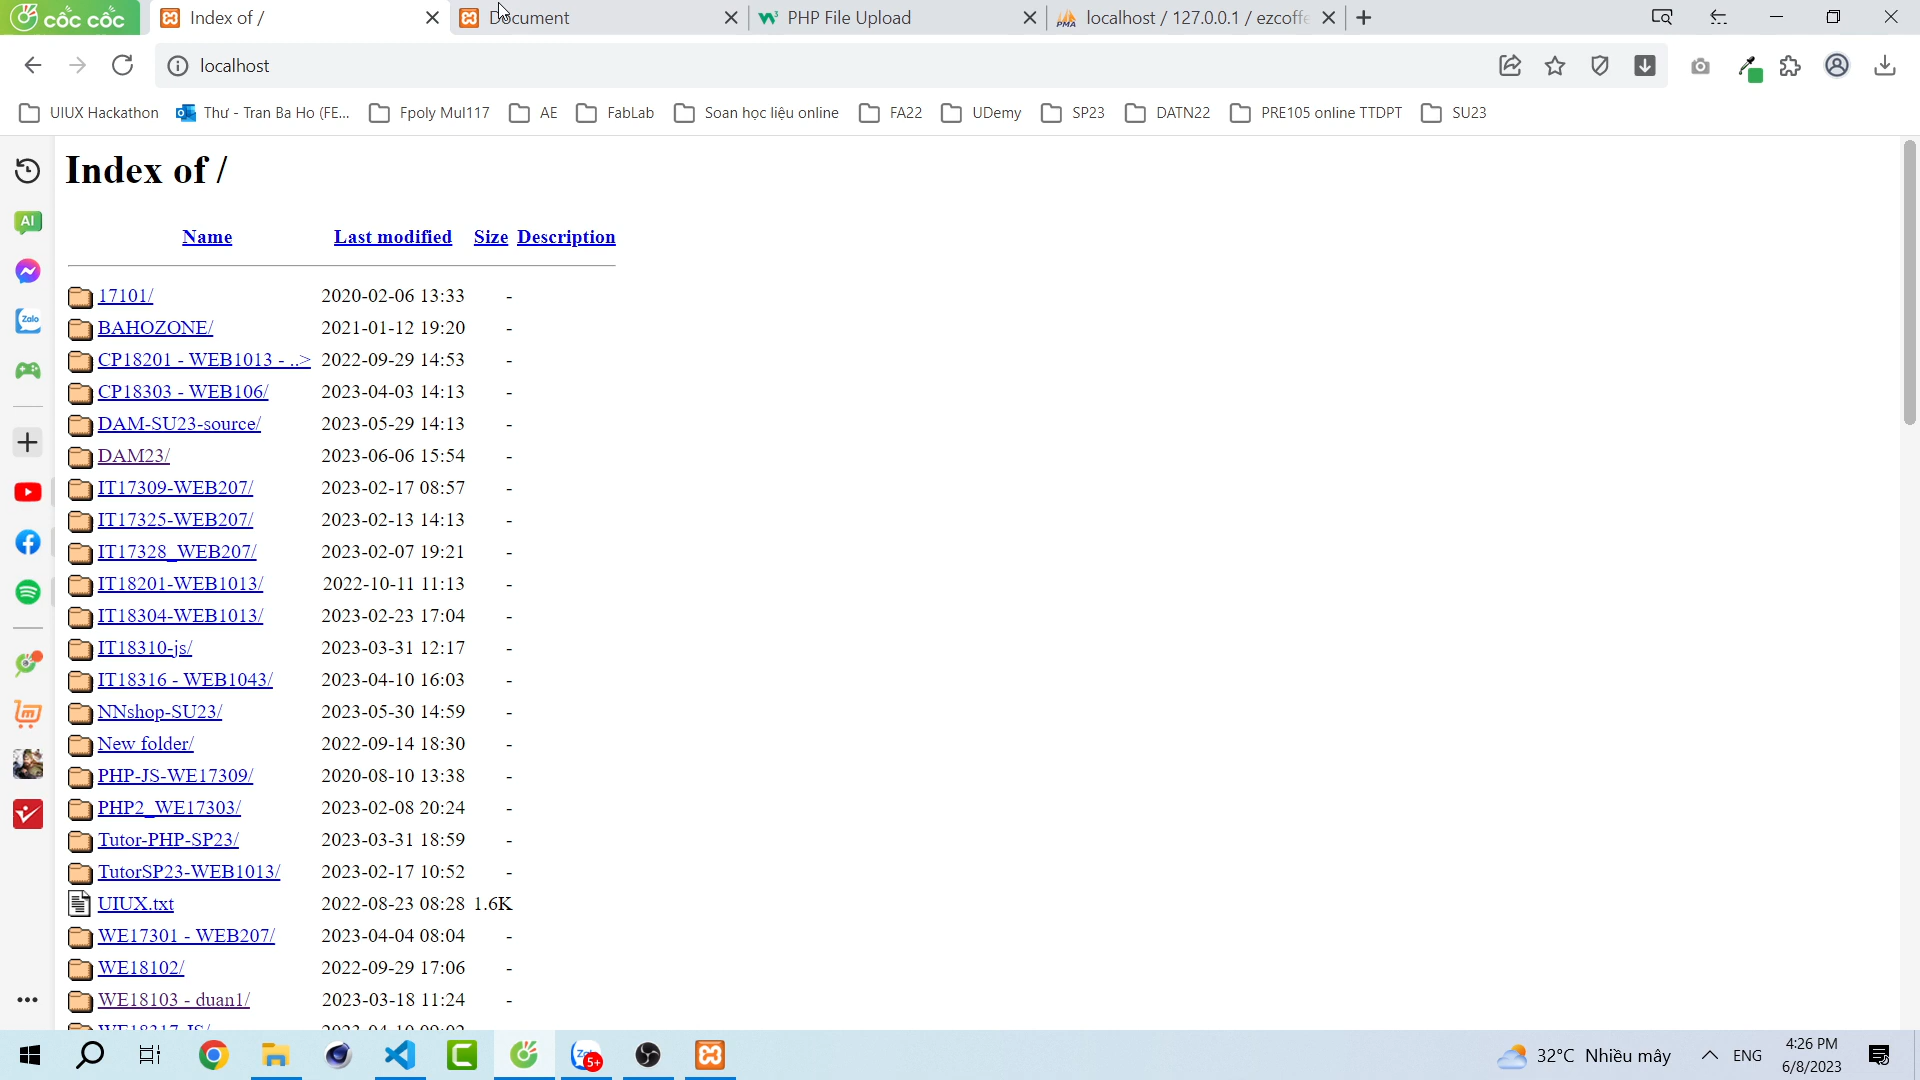 cốc cốc
Index of /
Document
PHP File Upload
localhost / 127.0.0.1 / ezcoffe
localhost
UIUX Hackathon
Thư - Tran Ba Ho (FE...
Fpoly Mul117
AE
FabLab
Soạn học liệu online
FA22
UDemy
SP23
DATN22
PRE105 online TTDPT
SU23
Index of /
Name Last modified Size Description
17101/ 2020-02-06 13:33 -
BAHOZONE/ 2021-01-12 19:20 -
CP18201 - WEB1013 - ..> 2022-09-29 14:53 -
CP18303 - WEB106/ 2023-04-03 14:13 -
DAM-SU23-source/ 2023-05-29 14:13 -
DAM23/ 2023-06-06 15:54 -
IT17309-WEB207/ 2023-02-17 08:57 -
IT17325-WEB207/ 2023-02-13 14:13 -
IT17328_WEB207/ 2023-02-07 19:21 -
IT18201-WEB1013/ 2022-10-11 11:13 -
IT18304-WEB1013/ 2023-02-23 17:04 -
IT18310-js/ 2023-03-31 12:17 -
IT18316 - WEB1043/ 2023-04-10 16:03 -
NNshop-SU23/ 2023-05-30 14:59 -
New folder/ 2022-09-14 18:30 -
PHP-JS-WE17309/ 2020-08-10 13:38 -
PHP2_WE17303/ 2023-02-08 20:24 -
Tutor-PHP-SP23/ 2023-03-31 18:59 -
TutorSP23-WEB1013/ 2023-02-17 10:52 -
UIUX.txt 2022-08-23 08:28 1.6K
WE17301 - WEB207/ 2023-04-04 08:04 -
WE18102/ 2022-09-29 17:06 -
WE18103 - duan1/ 2023-03-18 11:24 -
WE18317-JS/ 2023-04-10 09:02
AI
Zalo
PMA
5+
32°C Nhiều mây
ENG
4:26 PM
6/8/2023